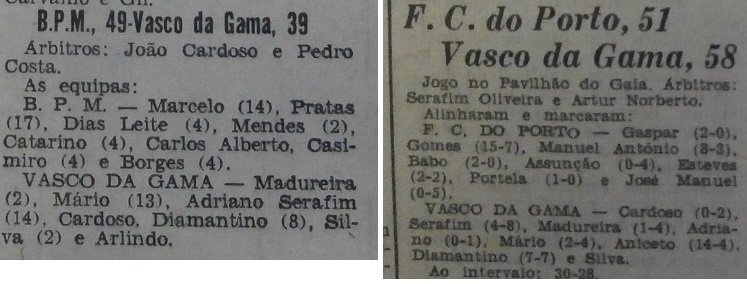 B.P.M., 49-Vasco da Gama, 39
Arbitros: João Cardoso e Pedro
Costa.
As equipas:
B. P. M. — Marcelo (14), Pratas
(17), Dias Leite (4), Mendes (2),
Catarino (4), Carlos Alberto, Casi-
miro (4) e Borges (4).
VASCO DA GAMA — Madureira
(2), Mário (13), Adriano Serafim
(14), Cardoso, Diamantino (8), Sil-
va (2) e Arlindo.
F. C. do Porto, 51
Vasco da Gama, 58
Jogo no Pavilhão do Gaia. Arbitros:
Serafim Oliveira e Artur Norberto.
Alinharam e marcaram:
F. C. DO PORTO — Gaspar (2-0),
Gomes (15-7), Manuel António (8-3),
Babo (2-0), Assunção (0-4), Esteves
(2-2), Portela (1-0) e José Manuel
(0-5).
VASCO DA GAMA — Cardoso (0-2),
Serafim (4-8), Madureira (1-4), Adria-
no (0-1), Mário (2-4), Aniceto (14-4),
Diamantino (7-7) e Silva.
Ao intervalo: 30-28.